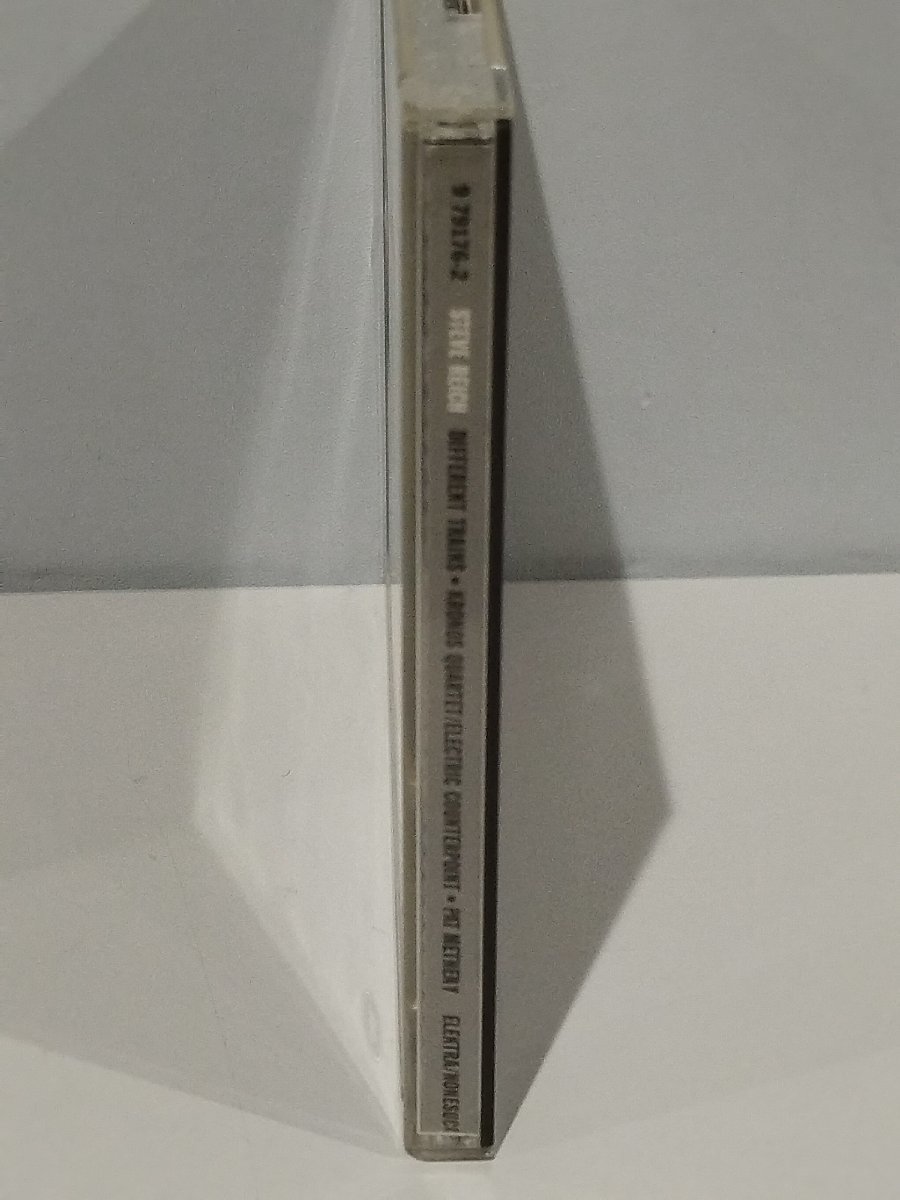 9 79176-2 STEVE REICH DIFFERENT TRAINS • KRONOS QUARTET/ELECTRIC COUNTERPOINT • PAT METHENY ELEKTRA/NONESUCH